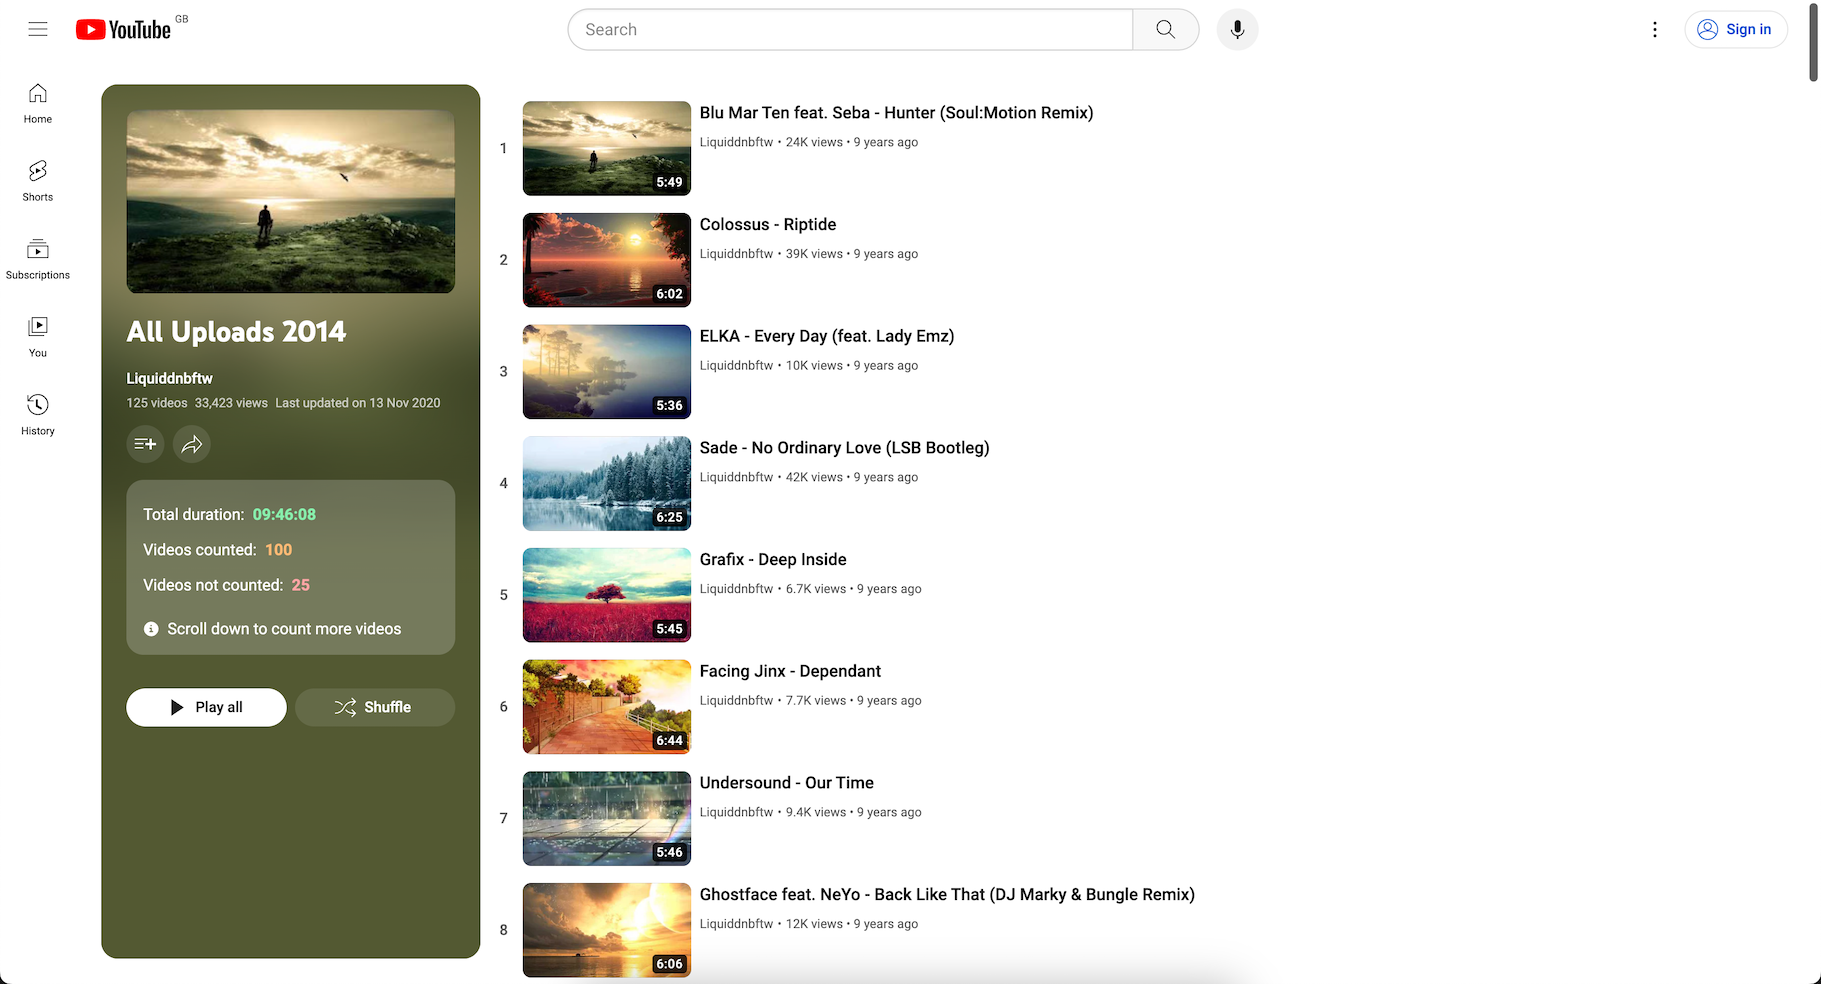 YouTube GB
Search
Sign in
Home
Shorts
Subscriptions
You
History
All Uploads 2014
Liquiddnbftw
125 videos 33,423 views Last updated on 13 Nov 2020
Total duration: 09:46:08
Videos counted: 100
Videos not counted: 25
Scroll down to count more videos
Play all
Shuffle
1
5:49
Blu Mar Ten feat. Seba - Hunter (Soul:Motion Remix)
Liquiddnbftw • 24K views • 9 years ago
2
6:02
Colossus - Riptide
Liquiddnbftw • 39K views • 9 years ago
3
5:36
ELKA - Every Day (feat. Lady Emz)
Liquiddnbftw • 10K views • 9 years ago
4
6:25
Sade - No Ordinary Love (LSB Bootleg)
Liquiddnbftw • 42K views • 9 years ago
5
5:45
Grafix - Deep Inside
Liquiddnbftw • 6.7K views • 9 years ago
6
6:44
Facing Jinx - Dependant
Liquiddnbftw • 7.7K views • 9 years ago
7
5:46
Undersound - Our Time
Liquiddnbftw • 9.4K views • 9 years ago
8
6:06
Ghostface feat. NeYo - Back Like That (DJ Marky & Bungle Remix)
Liquiddnbftw • 12K views • 9 years ago